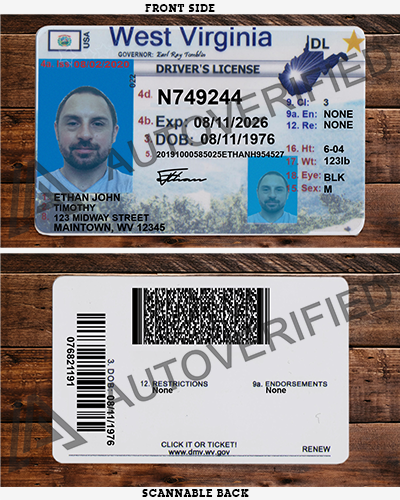 FRONT SIDE
USA
West Virginia
GOVERNOR: Earl Ray Tomblin
DL
DRIVER'S LICENSE
4d. N749244
4b. Exp: 08/11/2026
3. DOB: 08/11/1976
5. 20191000585025ETHANH954527
9. Cl: 3
9a. En: NONE
12. Re: NONE
16. Ht: 6-04
17. Wt: 123lb
18. Eye: BLK
15. Sex: M
Ethan
ETHAN JOHN
TIMOTHY
123 MIDWAY STREET
MAINTOWN, WV 12345
AUTOVERIFIED
076821191
3. DOB: 08/11/1976
12. RESTRICTIONS
None
9a. ENDORSEMENTS
None
CLICK IT OR TICKET!
www.dmv.wv.gov
RENEW
AUTOVERIFIED
SCANNABLE BACK